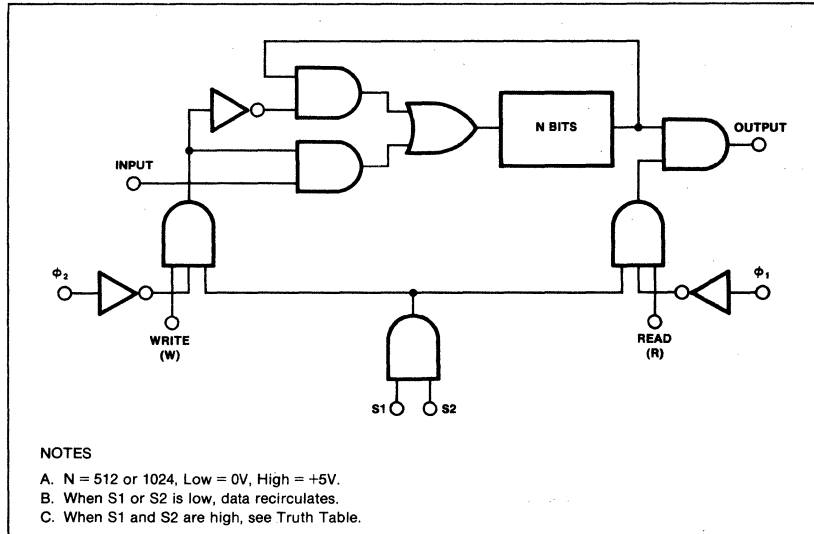 N BITS
OUTPUT
INPUT
ϕ₂
ϕ₁
WRITE
(W)
READ
(R)
S1
S2
NOTES
A. N = 512 or 1024, Low = 0V, High = +5V.
B. When S1 or S2 is low, data recirculates.
C. When S1 and S2 are high, see Truth Table.